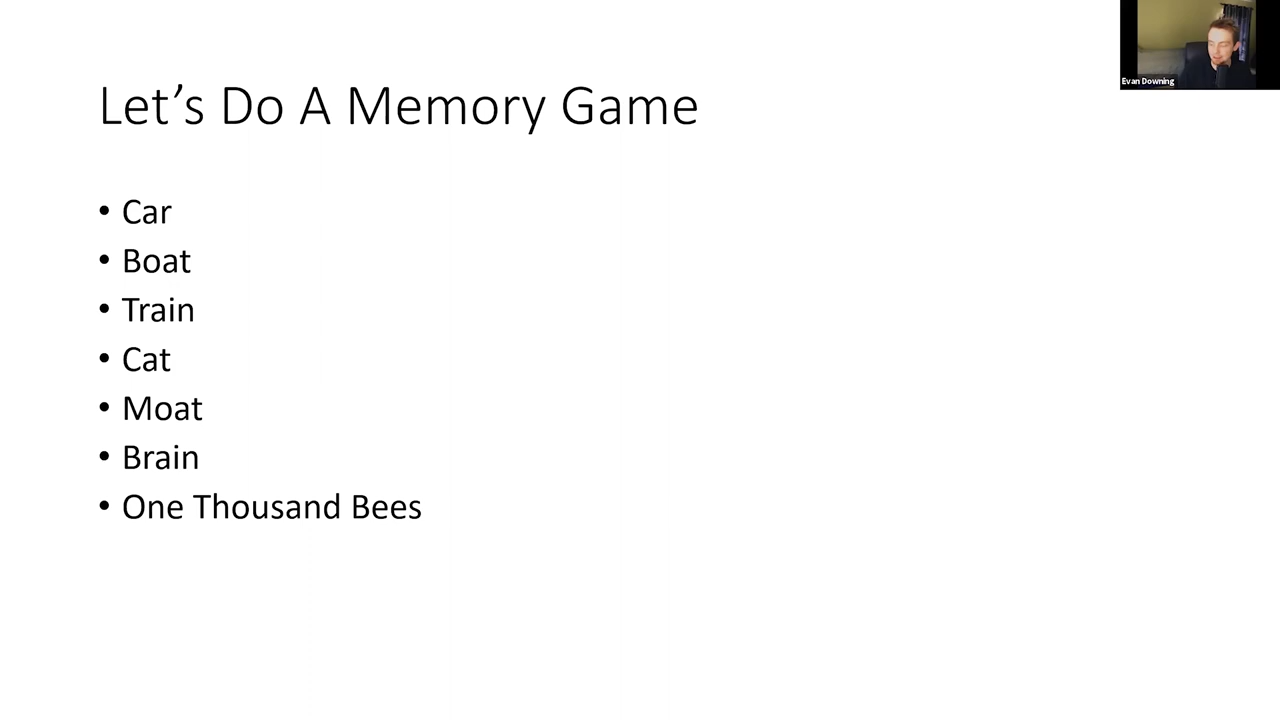 Evan Downing
Let’s Do A Memory Game
• Car
• Boat
• Train
• Cat
• Moat
• Brain
• One Thousand Bees